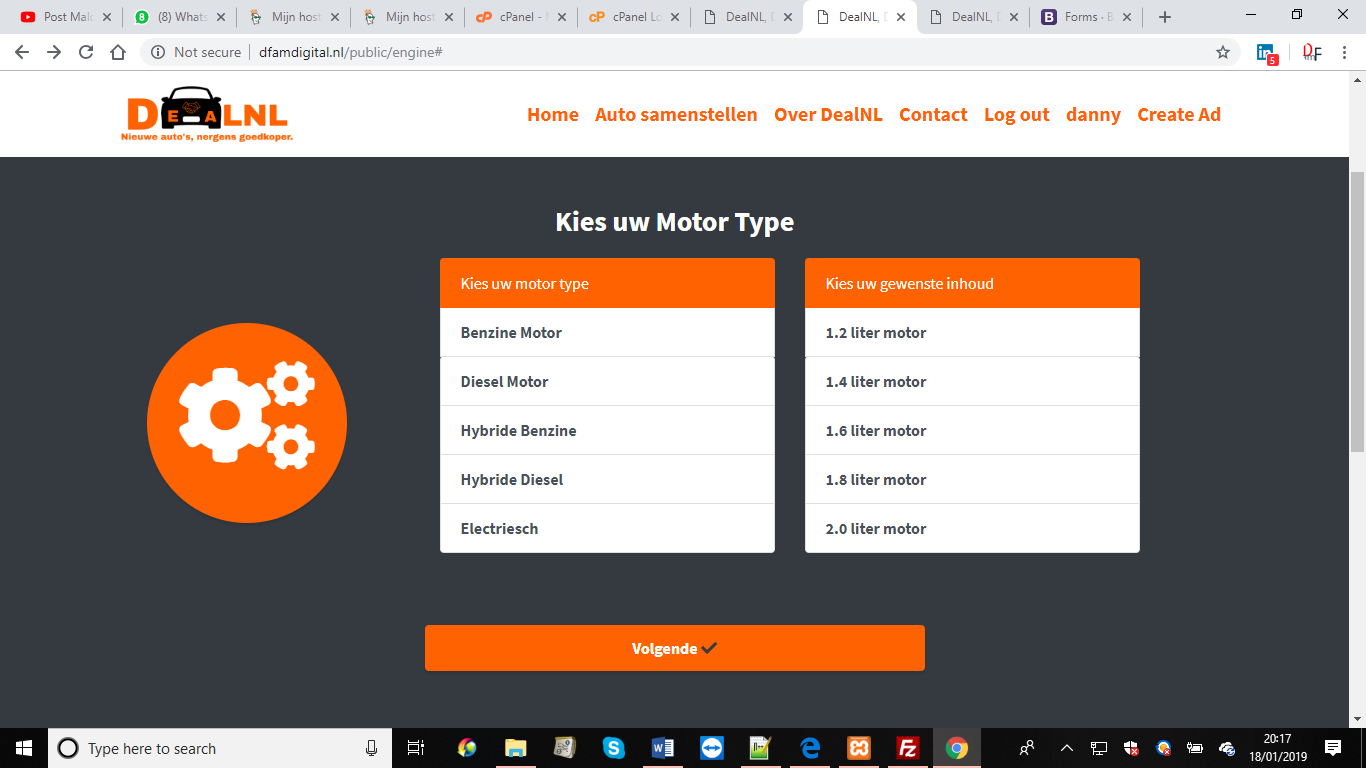 Post Malo
(8) Whats
Mijn host
Mijn host
cPanel - F
cPanel Lo
DealNL, D
DealNL, D
DealNL, D
Forms · B
Not secure
dfamdigital.nl/public/engine#
5
DEALNL
Nieuwe auto's, nergens goedkoper.
Home Auto samenstellen Over DealNL Contact Log out danny Create Ad
Kies uw Motor Type
Kies uw motor type
Benzine Motor
Diesel Motor
Hybride Benzine
Hybride Diesel
Electriesch
Kies uw gewenste inhoud
1.2 liter motor
1.4 liter motor
1.6 liter motor
1.8 liter motor
2.0 liter motor
Volgende
Type here to search
20:17
18/01/2019